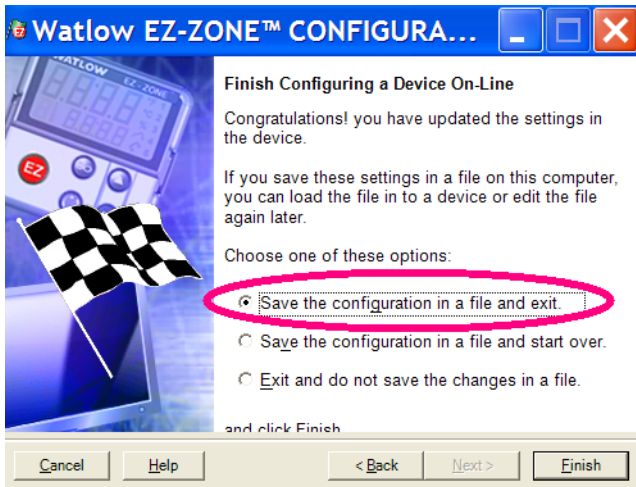 Watlow EZ-ZONE™ CONFIGURA...
WATLOW EZ-ZONE
EZ
Finish Configuring a Device On-Line
Congratulations! you have updated the settings in
the device.
If you save these settings in a file on this computer,
you can load the file in to a device or edit the file
again later.
Choose one of these options:
Save the configuration in a file and exit.
Save the configuration in a file and start over.
Exit and do not save the changes in a file.
and click Finish
Cancel Help < Back Next > Finish